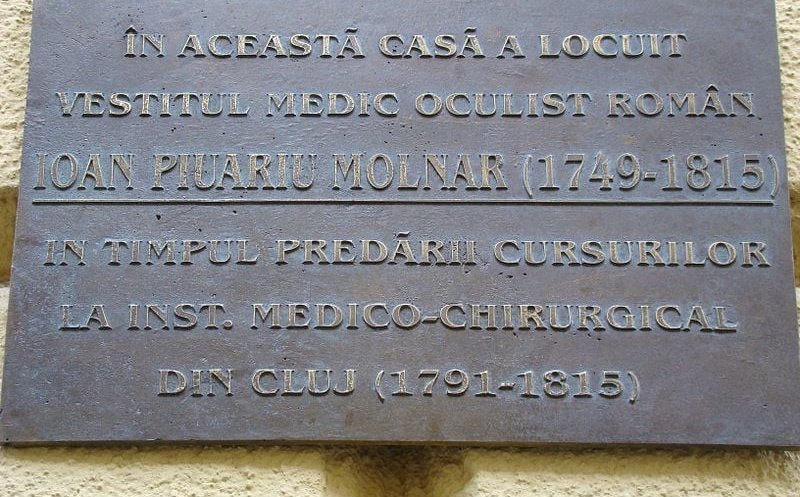 ÎN ACEASTĂ CASĂ A LOCUIT
VESTITUL MEDIC OCULIST ROMÂN
IOAN PIUARIU MOLNAR (1749-1815)
IN TIMPUL PREDĂRII CURSURILOR
LA INST. MEDICO-CHIRURGICAL
DIN CLUJ (1791-1815)